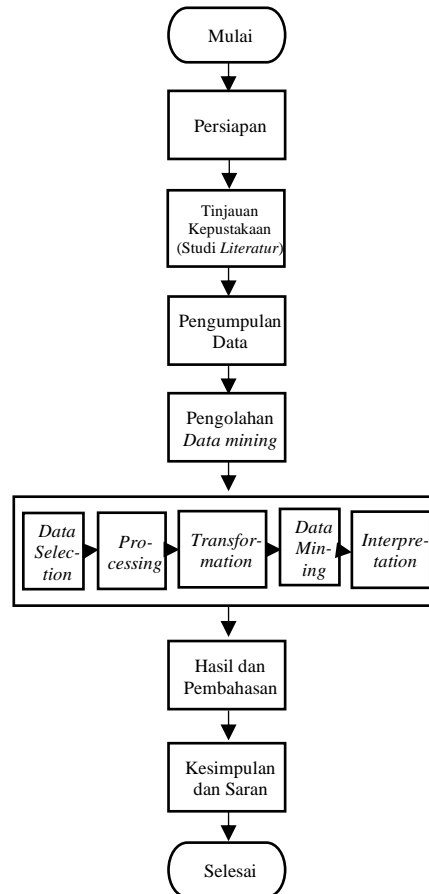 Mulai
Persiapan
Tinjauan
Kepustakaan
(Studi Literatur)
Pengumpulan
Data
Pengolahan
Data mining
Data
Selec-
tion
Pro-
cessing
Transfor-
mation
Data
Min-
ing
Interpre-
tation
Hasil dan
Pembahasan
Kesimpulan
dan Saran
Selesai